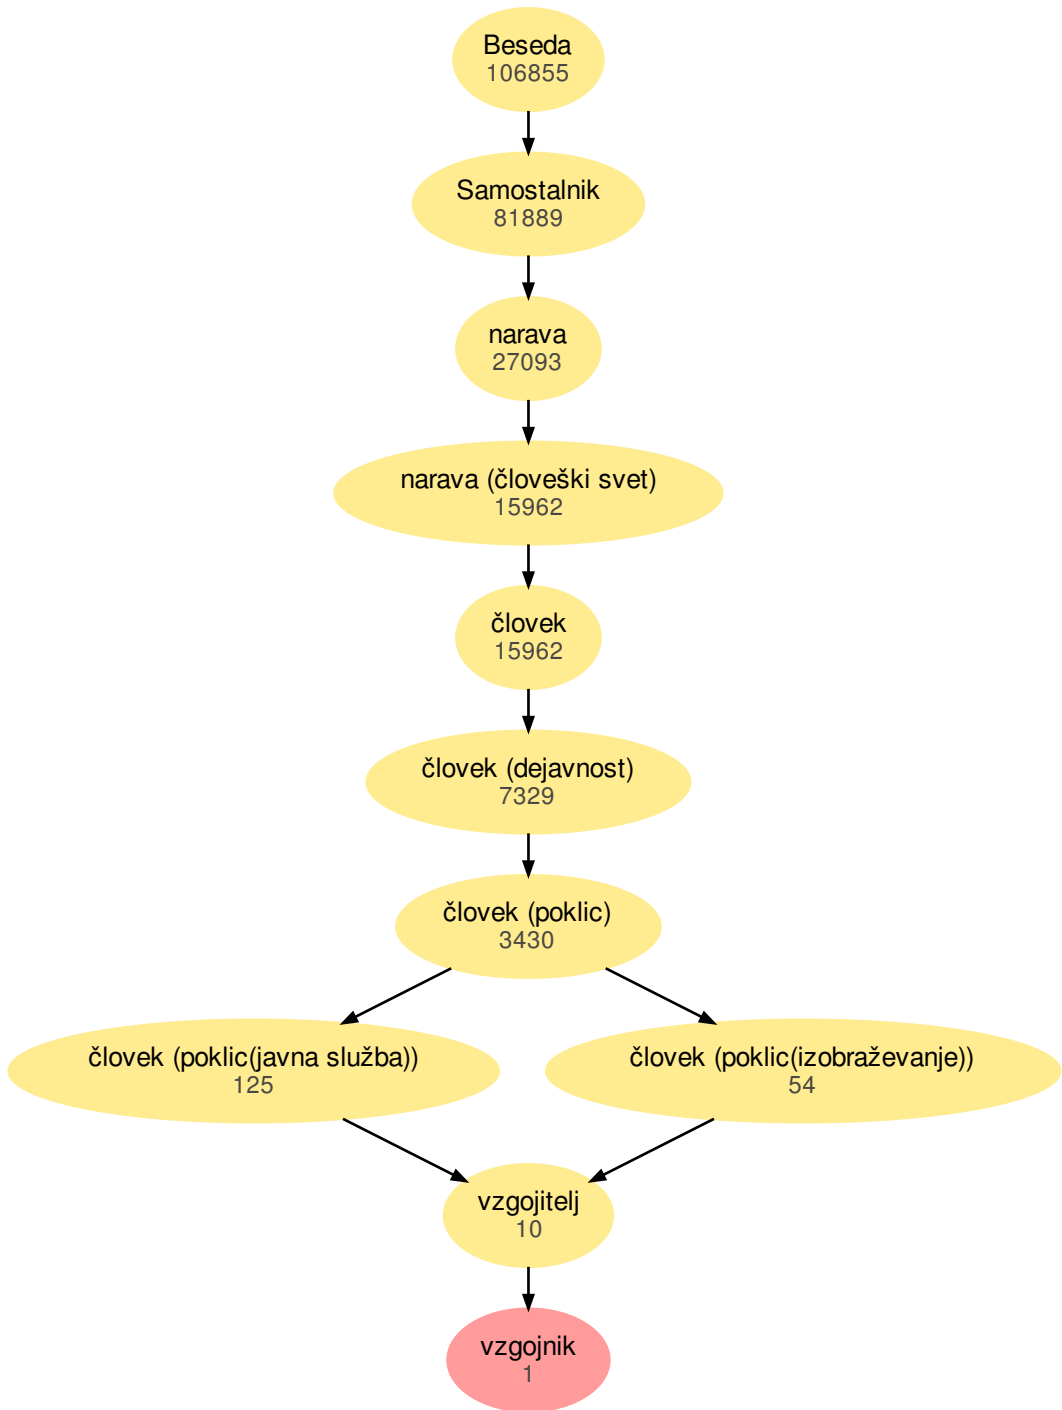 Beseda
106855
Samostalnik
81889
narava
27093
narava (človeški svet)
15962
človek
15962
človek (dejavnost)
7329
človek (poklic)
3430
človek (poklic(javna služba))
125
človek (poklic(izobraževanje))
54
vzgojitelj
10
vzgojnik
1